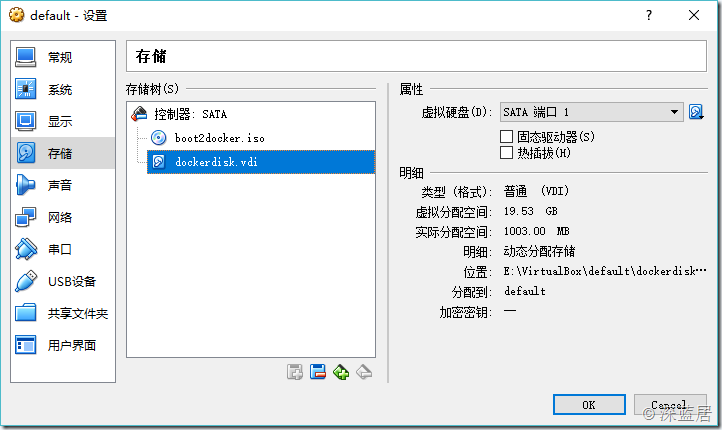 default - 设置
常规
系统
显示
存储
声音
网络
串口
USB设备
共享文件夹
用户界面
存储
存储树(S)
控制器: SATA
boot2docker.iso
dockerdisk.vdi
属性
虚拟硬盘(D): SATA 端口 1
固态驱动器(S)
热插拔(H)
明细
类型 (格式): 普通 (VDI)
虚拟分配空间: 19.53 GB
实际分配空间: 1003.00 MB
明细: 动态分配存储
位置: E:\VirtualBox\default\dockerdisk…
分配到: default
加密密钥: —
OK
Cancel
© 深蓝居